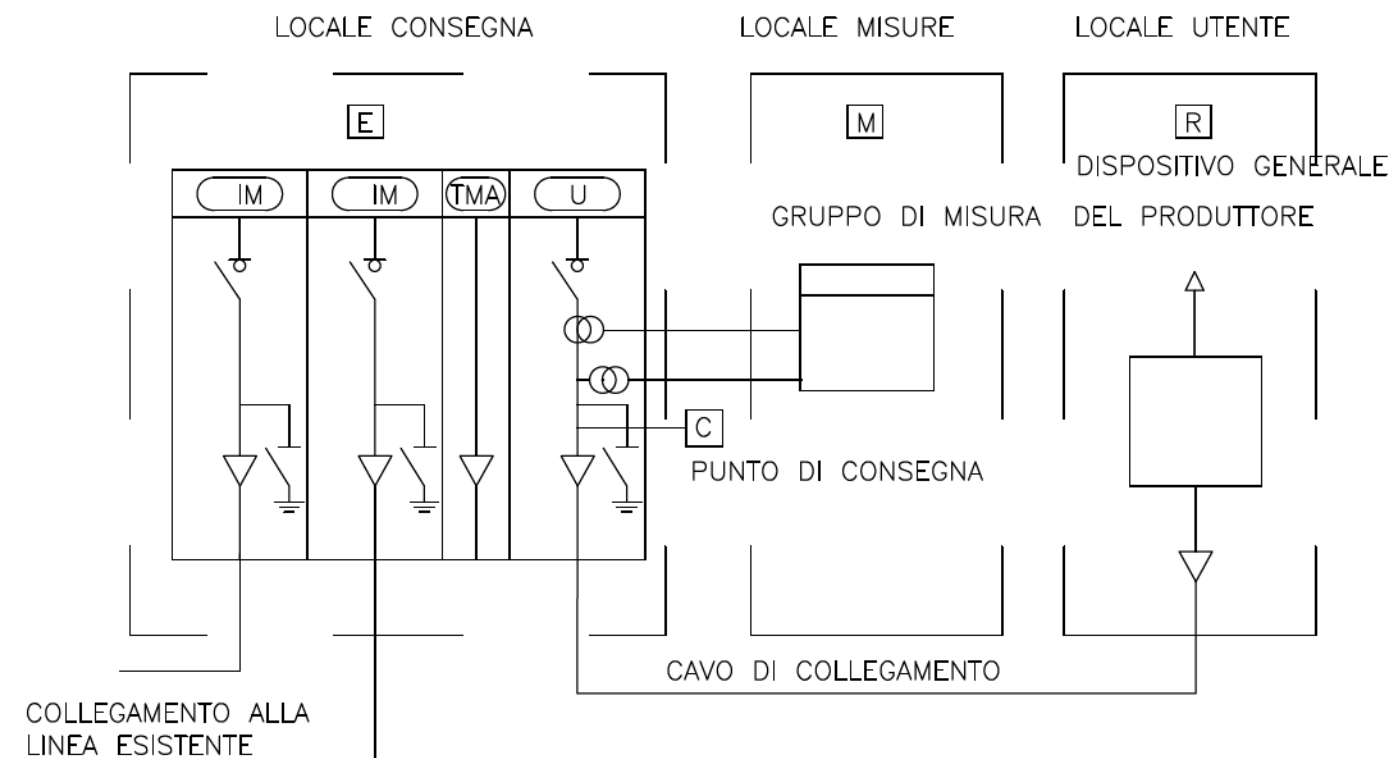 LOCALE CONSEGNA
LOCALE MISURE
LOCALE UTENTE
E
M
R
DISPOSITIVO GENERALE
DEL PRODUTTORE
IM
IM
TMA
U
GRUPPO DI MISURA
C
PUNTO DI CONSEGNA
CAVO DI COLLEGAMENTO
COLLEGAMENTO ALLA
LINEA ESISTENTE